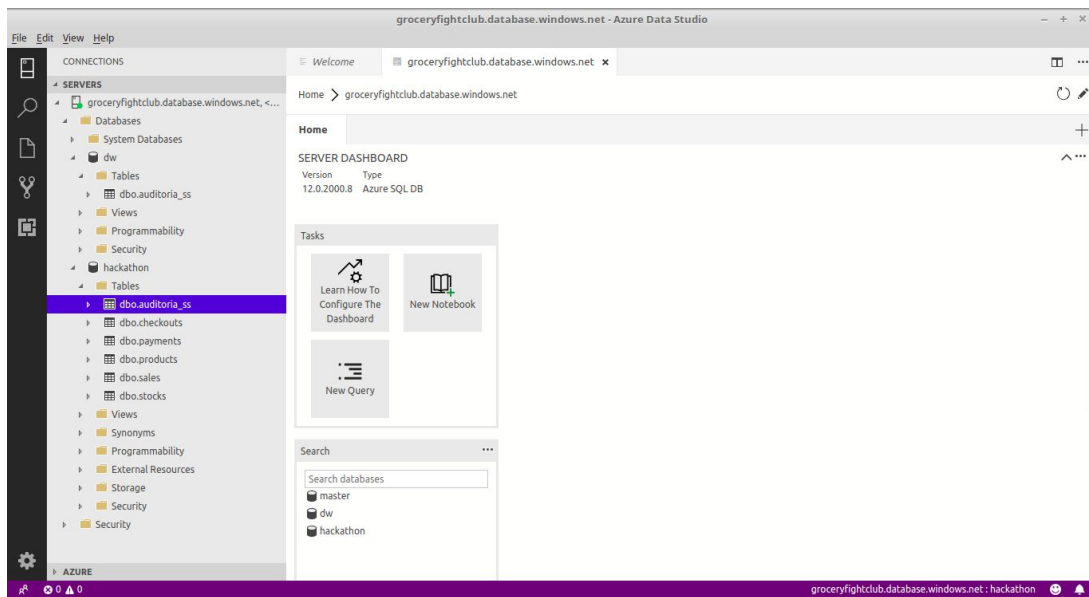 groceryfightclub.database.windows.net - Azure Data Studio
File Edit View Help
CONNECTIONS
SERVERS
groceryfightclub.database.windows.net, <...
Databases
System Databases
dw
Tables
dbo.auditoria_ss
Views
Programmability
Security
hackathon
Tables
dbo.auditoria_ss
dbo.checkouts
dbo.payments
dbo.products
dbo.sales
dbo.stocks
Views
Synonyms
Programmability
External Resources
Storage
Security
Security
AZURE
Welcome
groceryfightclub.database.windows.net
Home > groceryfightclub.database.windows.net
Home
SERVER DASHBOARD
Version Type
12.0.2000.8 Azure SQL DB
Tasks
Learn How To
Configure The
Dashboard
New Notebook
New Query
Search
Search databases
master
dw
hackathon
0 0
groceryfightclub.database.windows.net : hackathon